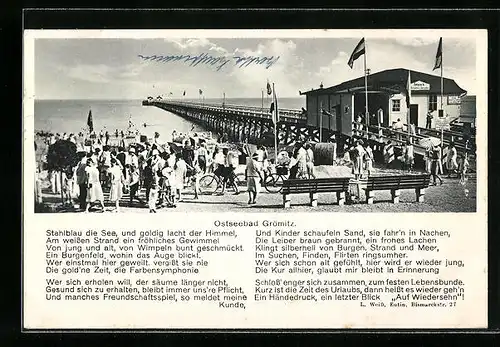 Ostseebad Grömitz.
Stahlblau die See, und goldig lacht der Himmel,
Am weißen Strand ein fröhliches Gewimmel
Von jung und alt, von Wimpeln bunt geschmückt.
Ein Burgenfeld, wohin das Auge blickt.
Wer einstmal hier geweilt, vergißt sie nie
Die gold'ne Zeit, die Farbensymphonie
Wer sich erholen will, der säume länger nicht,
Gesund sich zu erhalten, bleibt immer uns're Pflicht,
Und manches Freundschaftsspiel, so meldet meine
Kunde,
Und Kinder schaufeln Sand, sie fahr'n in Nachen,
Die Leiber braun gebrannt, ein frohes Lachen
Klingt silberhell von Burgen, Strand und Meer,
Im Suchen, Finden, Flirten ringsumher.
Wer sich schon alt gefühlt, hier wird er wieder jung,
Die Kur allhier, glaubt mir bleibt in Erinnerung
Schloß' enger sich zusammen, zum festen Lebensbunde.
Kurz ist die Zeit des Urlaubs, dann heißt es wieder geh'n
Ein Händedruck, ein letzter Blick „Auf Wiedersehn"!
L. Weiß, Eutin, Bismarckstr. 27